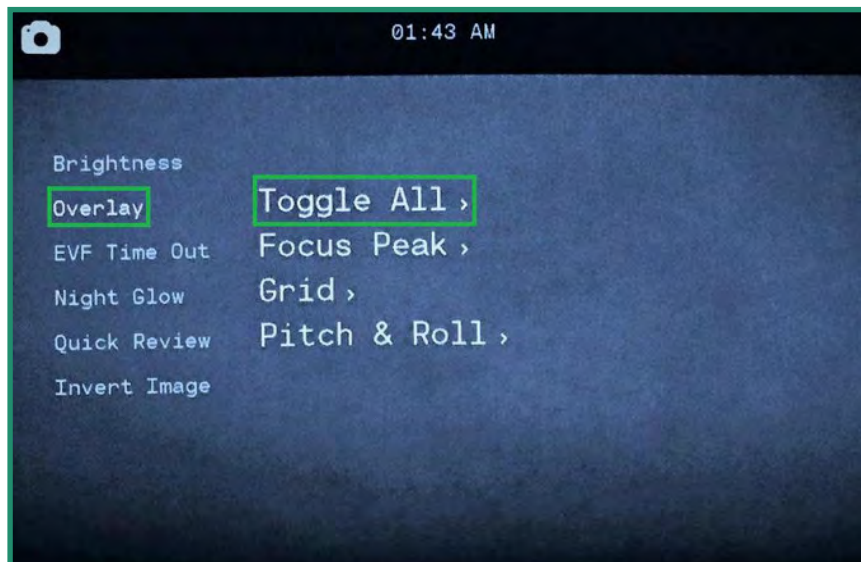 01:43 AM
Brightness
Overlay
EVF Time Out
Night Glow
Quick Review
Invert Image
Toggle All ›
Focus Peak ›
Grid ›
Pitch & Roll ›